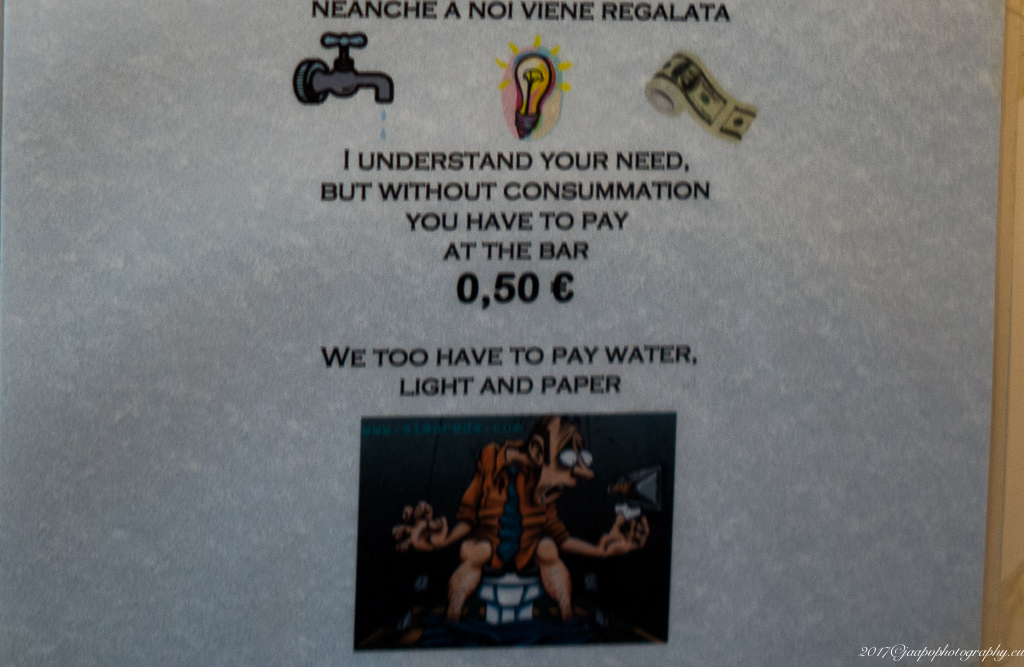 NEANCHE A NOI VIENE REGALATA
I UNDERSTAND YOUR NEED,
BUT WITHOUT CONSUMMATION
YOU HAVE TO PAY
AT THE BAR
0,50 €
WE TOO HAVE TO PAY WATER,
LIGHT AND PAPER
2017©jaapvphotography.eu